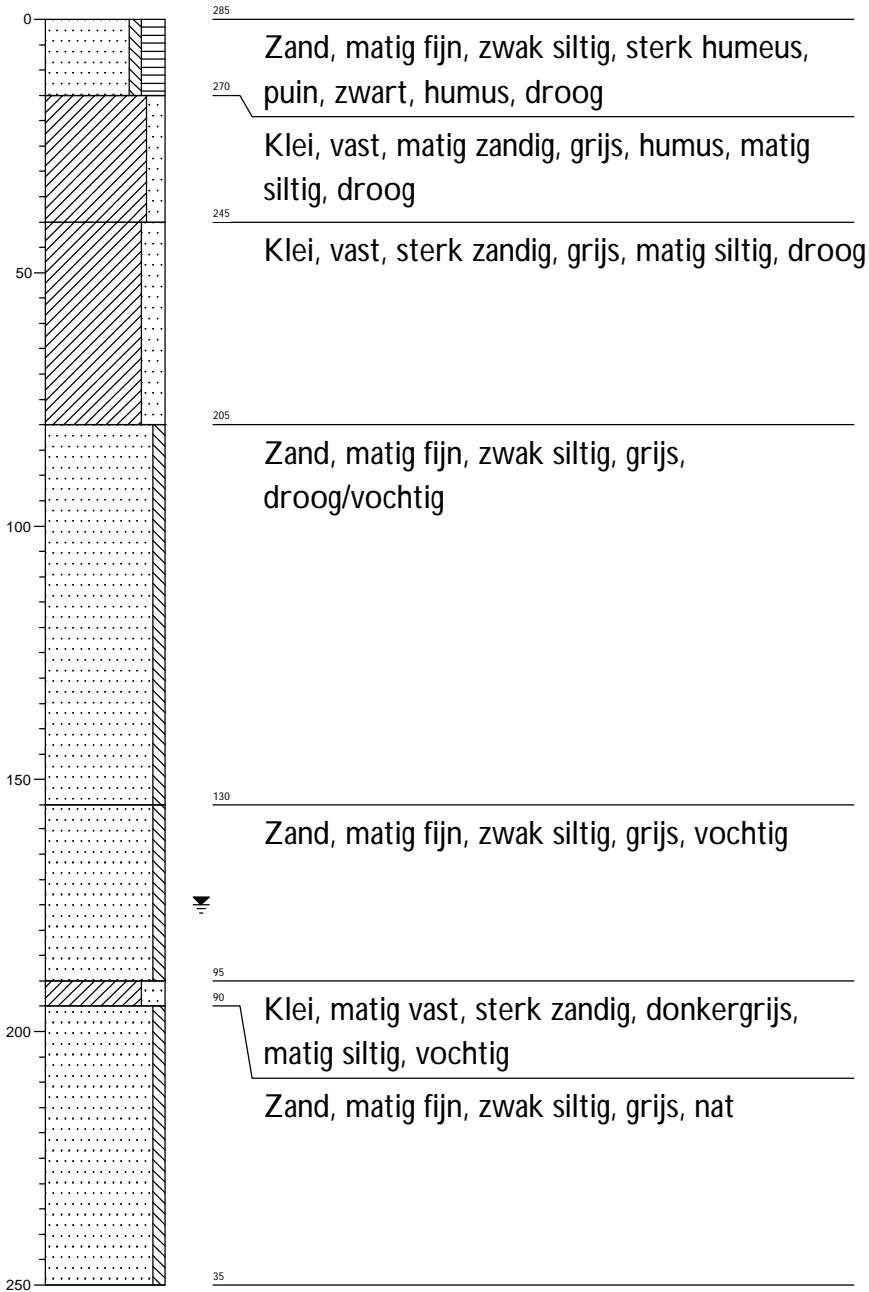 0
285
Zand, matig fijn, zwak siltig, sterk humeus,
puin, zwart, humus, droog
270
Klei, vast, matig zandig, grijs, humus, matig
siltig, droog
245
Klei, vast, sterk zandig, grijs, matig siltig, droog
50
205
Zand, matig fijn, zwak siltig, grijs,
droog/vochtig
100
150
130
Zand, matig fijn, zwak siltig, grijs, vochtig
95
90
Klei, matig vast, sterk zandig, donkergrijs,
matig siltig, vochtig
200
Zand, matig fijn, zwak siltig, grijs, nat
250
35